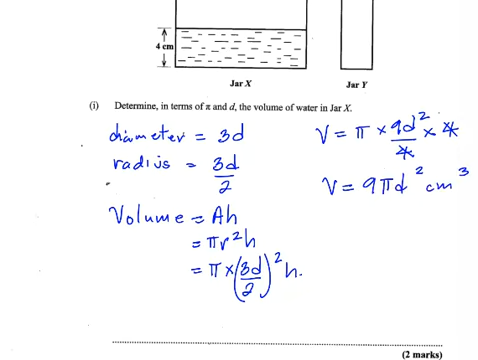 4 cm
Jar X
Jar Y
(i) Determine, in terms of π and d, the volume of water in Jar X.
diameter = 3d
radius = 3d/2
Volume = Ah
= πr²h
= π × (3d/2)² h.
V = π × 9d²/4 × 4
V = 9πd² cm³
(2 marks)